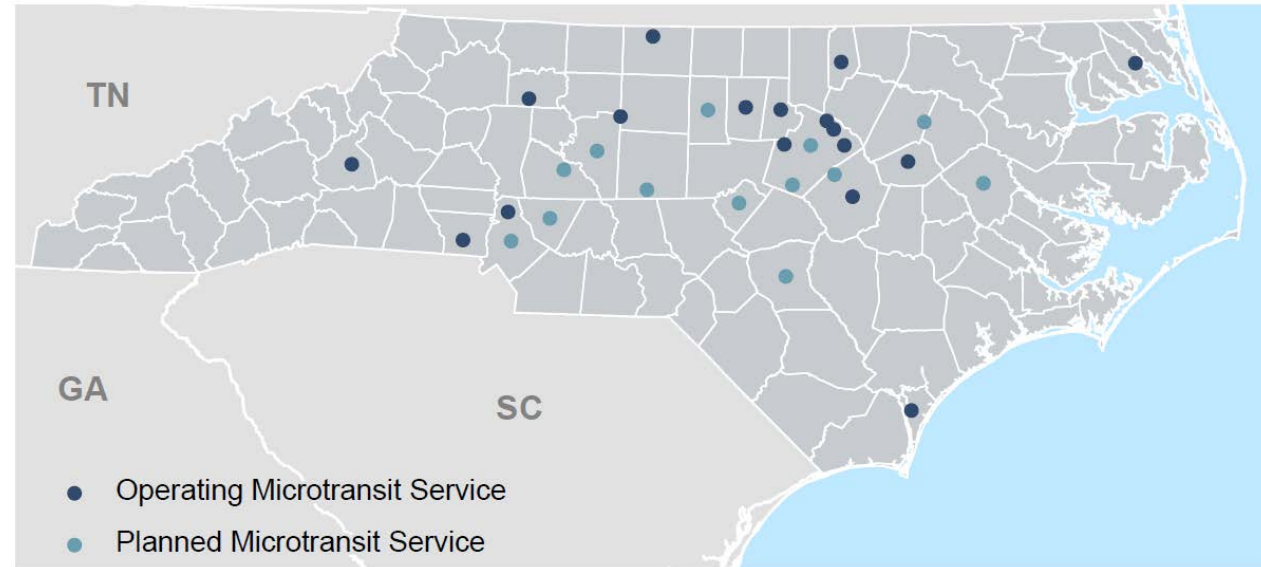 TN
GA
SC
Operating Microtransit Service
Planned Microtransit Service